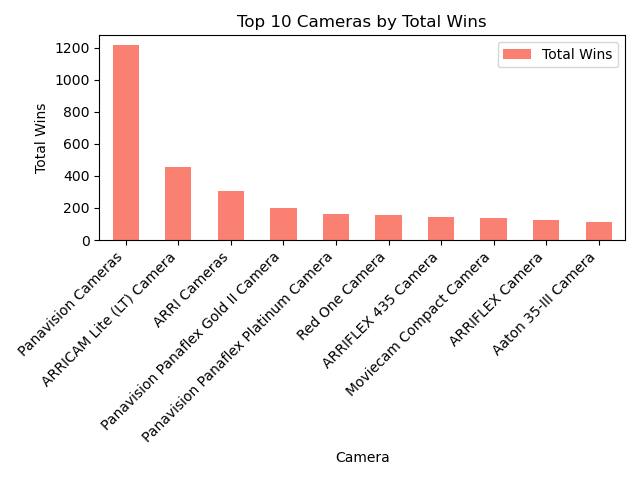 Top 10 Cameras by Total Wins
Total Wins
Total Wins
1200
1000
800
600
400
200
0
Panavision Cameras
ARRICAM Lite (LT) Camera
ARRI Cameras
Panavision Panaflex Gold II Camera
Panavision Panaflex Platinum Camera
Red One Camera
ARRIFLEX 435 Camera
Moviecam Compact Camera
ARRIFLEX Camera
Aaton 35-III Camera
Camera